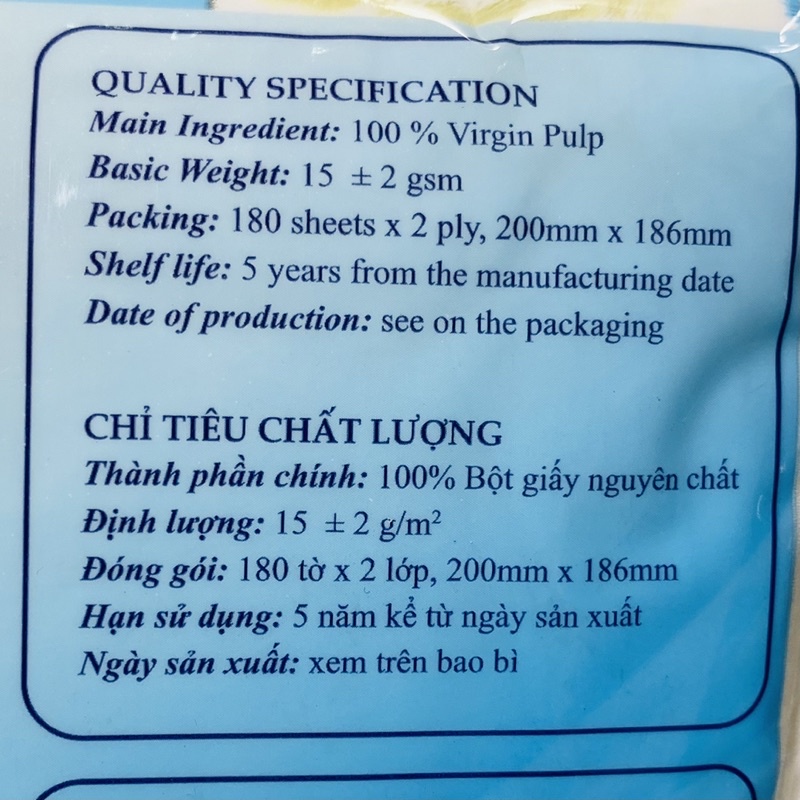 QUALITY SPECIFICATION
Main Ingredient: 100 % Virgin Pulp
Basic Weight: 15 ± 2 gsm
Packing: 180 sheets x 2 ply, 200mm x 186mm
Shelf life: 5 years from the manufacturing date
Date of production: see on the packaging
CHỈ TIÊU CHẤT LƯỢNG
Thành phần chính: 100% Bột giấy nguyên chất
Định lượng: 15 ± 2 g/m²
Đóng gói: 180 tờ x 2 lớp, 200mm x 186mm
Hạn sử dụng: 5 năm kể từ ngày sản xuất
Ngày sản xuất: xem trên bao bì